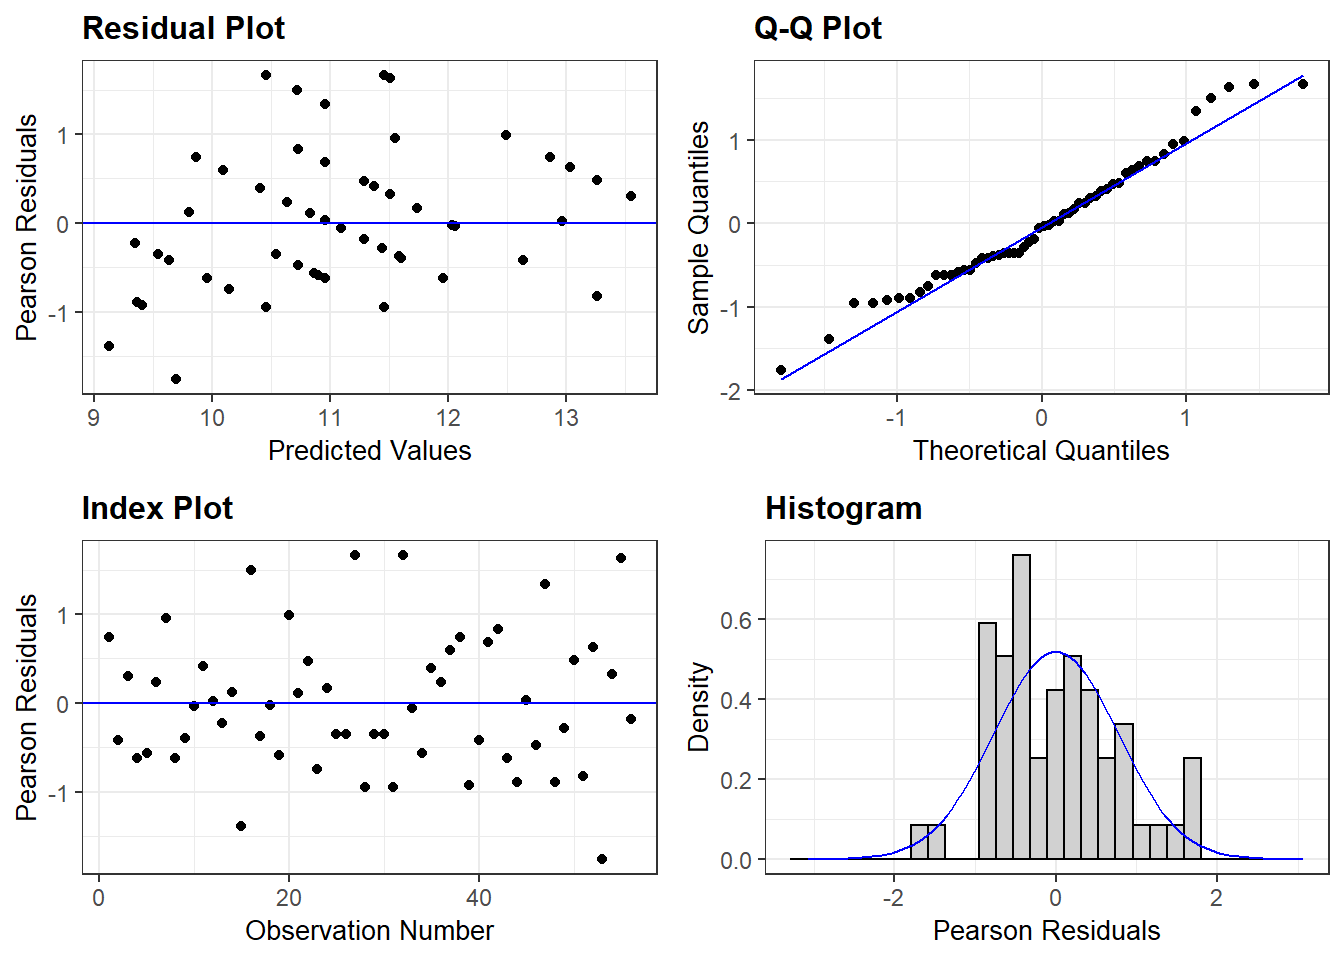 Residual Plot
Pearson Residuals
1
0
-1
9 10 11 12 13
Predicted Values
Q-Q Plot
Sample Quantiles
1
0
-1
-2
-1 0 1
Theoretical Quantiles
Index Plot
Pearson Residuals
1
0
-1
0 20 40
Observation Number
Histogram
Density
0.6
0.4
0.2
0.0
-2 0 2
Pearson Residuals